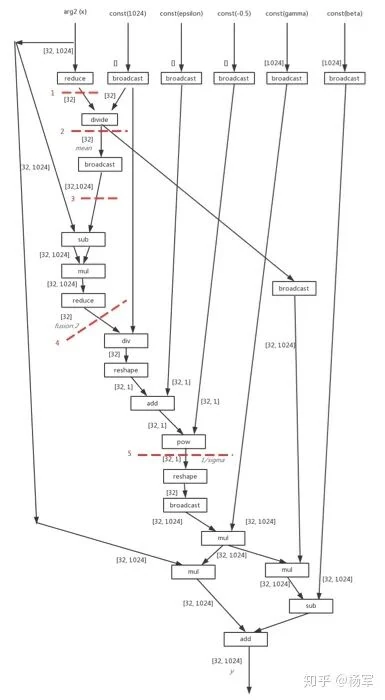 arg2 (x) const(1024) const(epsilon) const(-0.5) const(gamma) const(beta)
[32, 1024] [] [] [] [1024] [1024]
reduce broadcast broadcast broadcast broadcast broadcast
1 [32] [32]
divide
2 [32]
mean
broadcast
[32, 1024] [32,1024]
3
sub
[32, 1024] [32, 1024]
mul
[32, 1024]
broadcast
reduce
[32]
fusion.2
4
div
[32, 1024]
[32]
reshape
[32, 1] [32, 1]
[32, 1]
add
[32, 1]
pow
5 [32, 1] 1/sigma
reshape
[32]
broadcast
[32, 1024] [32, 1024]
mul
[32, 1024] [32, 1024] [32, 1024]
mul mul
[32, 1024] [32, 1024]
[32, 1024]
sub
add
[32, 1024]
y
知乎 @杨军